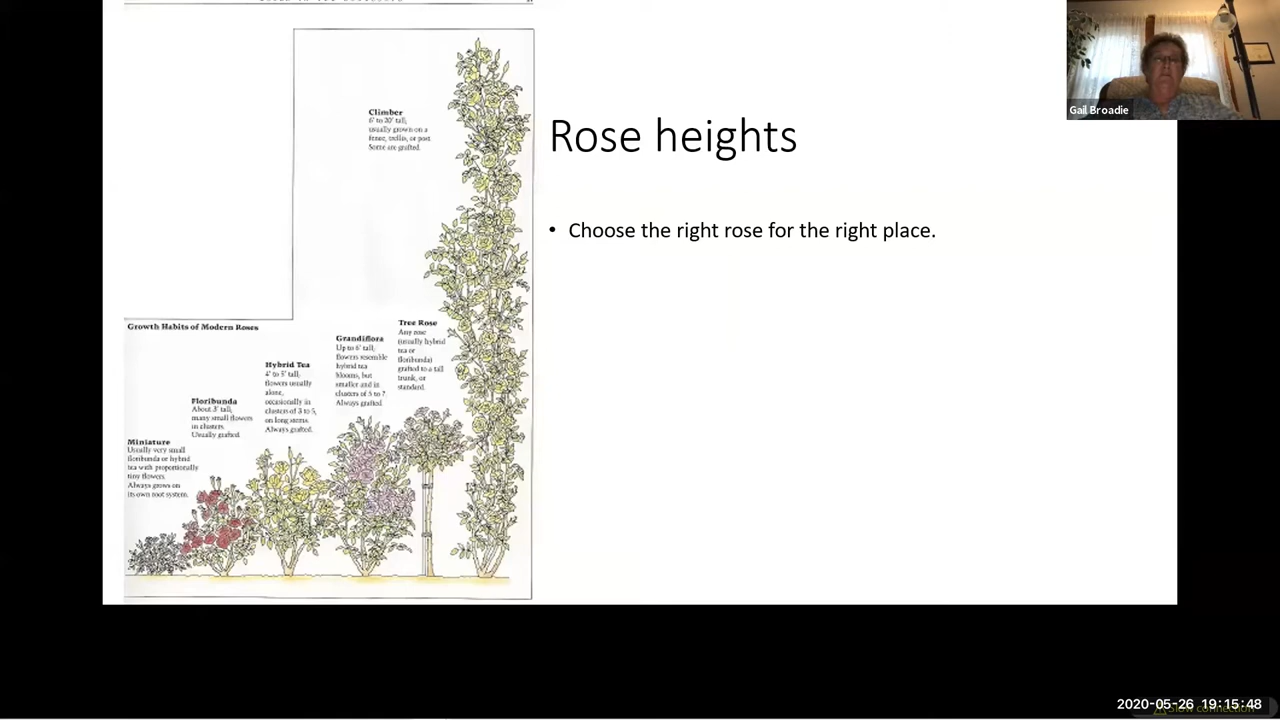 Gail Broadie
Rose heights
• Choose the right rose for the right place.
Climber
6' to 20' tall,
usually grown on a
fence, trellis, or post
Some are grafted.
Growth Habits of Modern Roses
Tree Rose
Any rose
(usually hybrid
tea or
floribunda)
grafted to a tall
trunk, or
standard.
Grandiflora
Up to 6' tall,
flowers resemble
hybrid tea
blooms, but
smaller and in
clusters of 5 to 7.
Always grafted.
Hybrid Tea
4' to 5' tall,
flowers usually
alone,
occasionally in
clusters of 3 to 5,
on long stems.
Always grafted.
Floribunda
About 3' tall,
many small flowers
in clusters.
Usually grafted.
Miniature
Usually very small
floribunda or hybrid
tea with proportionally
tiny flowers.
Always grows on
its own root system.
2020-05-26 19:15:48
Slow connection